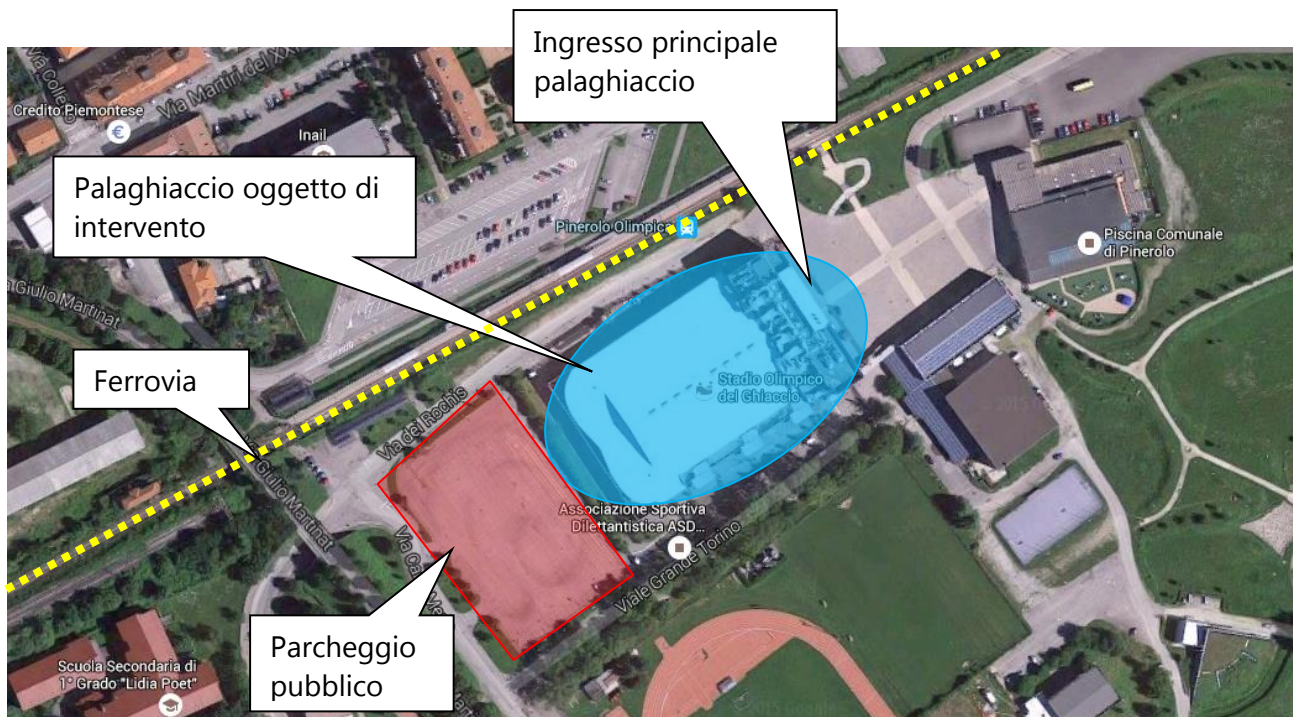 Ingresso principale
palaghiaccio
Via Martiri del XXI
Credito Piemontese
€
Inail
Palaghiaccio oggetto di
intervento
Pinerolo Olimpica
Piscina Comunale
di Pinerolo
Giulio Martinat
Ferrovia
Stadio Olimpico
del Ghiaccio
Via dei Rochis
Giulio Martinat
Associazione Sportiva
Dilettantistica ASD...
Viale Grande Torino
Parcheggio
pubblico
Scuola Secondaria di
1° Grado "Lidia Poet"